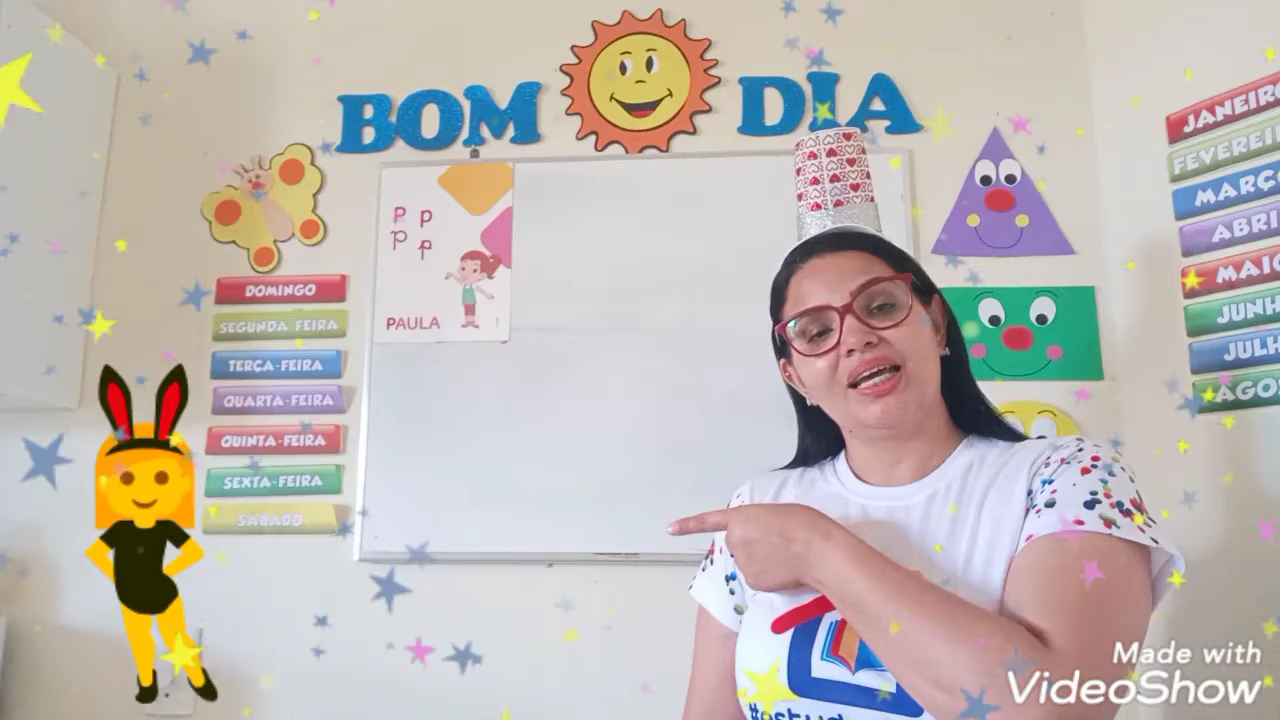 BOM DIA
P p
p p
PAULA
DOMINGO
SEGUNDA FEIRA
TERÇA-FEIRA
QUARTA-FEIRA
QUINTA-FEIRA
SEXTA-FEIRA
SÁBADO
JANEIRO
FEVEREI
MARÇ
ABRI
MAIO
JUNH
JULH
AGOS
Made with
VideoShow